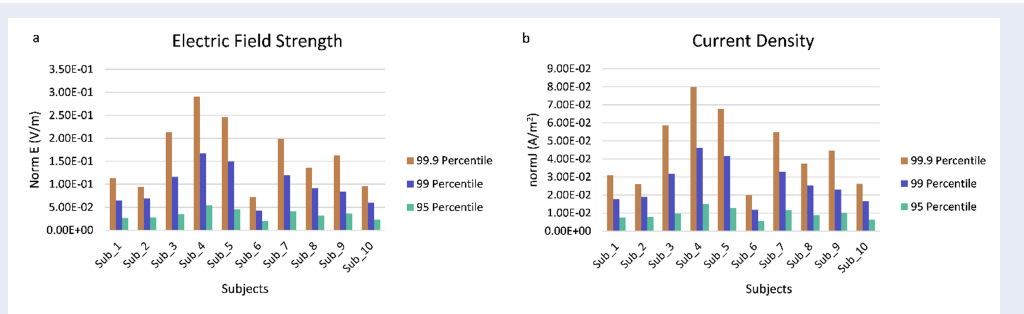 a
Electric Field Strength
3.50E-01
3.00E-01
2.50E-01
2.00E-01
1.50E-01
1.00E-01
5.00E-02
0.00E+00
Norm E (V/m)
99.9 Percentile
99 Percentile
95 Percentile
Sub_1
Sub_2
Sub_3
Sub_4
Sub_5
Sub_6
Sub_7
Sub_8
Sub_9
Sub_10
Subjects
b
Current Density
9.00E-02
8.00E-02
7.00E-02
6.00E-02
5.00E-02
4.00E-02
3.00E-02
2.00E-02
1.00E-02
0.00E+00
normJ (A/m²)
99.9 Percentile
99 Percentile
95 Percentile
Sub_1
Sub_2
Sub_3
Sub_4
Sub_5
Sub_6
Sub_7
Sub_8
Sub_9
Sub_10
Subjects